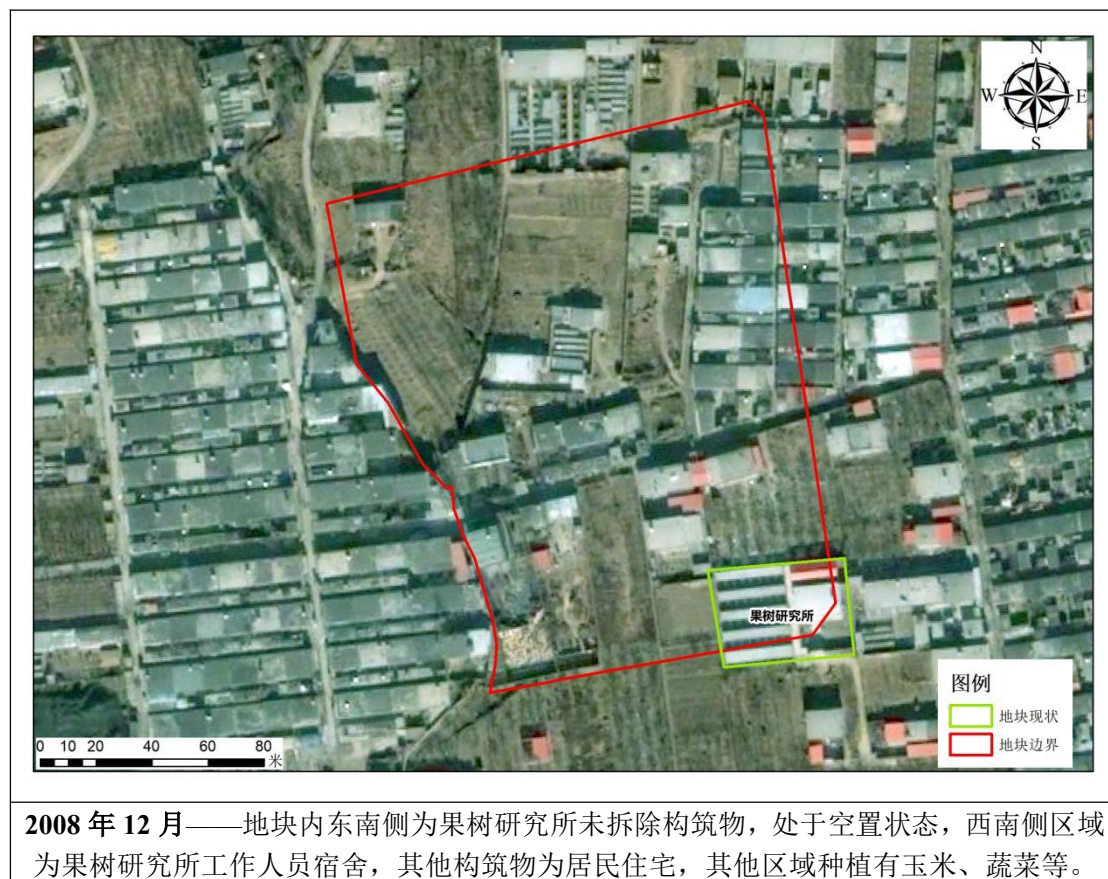 N
W E
S
果树研究所
图例
地块现状
地块边界
0 10 20 40 60 80
米
2008 年 12 月——地块内东南侧为果树研究所未拆除构筑物，处于空置状态，西南侧区域
为果树研究所工作人员宿舍，其他构筑物为居民住宅，其他区域种植有玉米、蔬菜等。